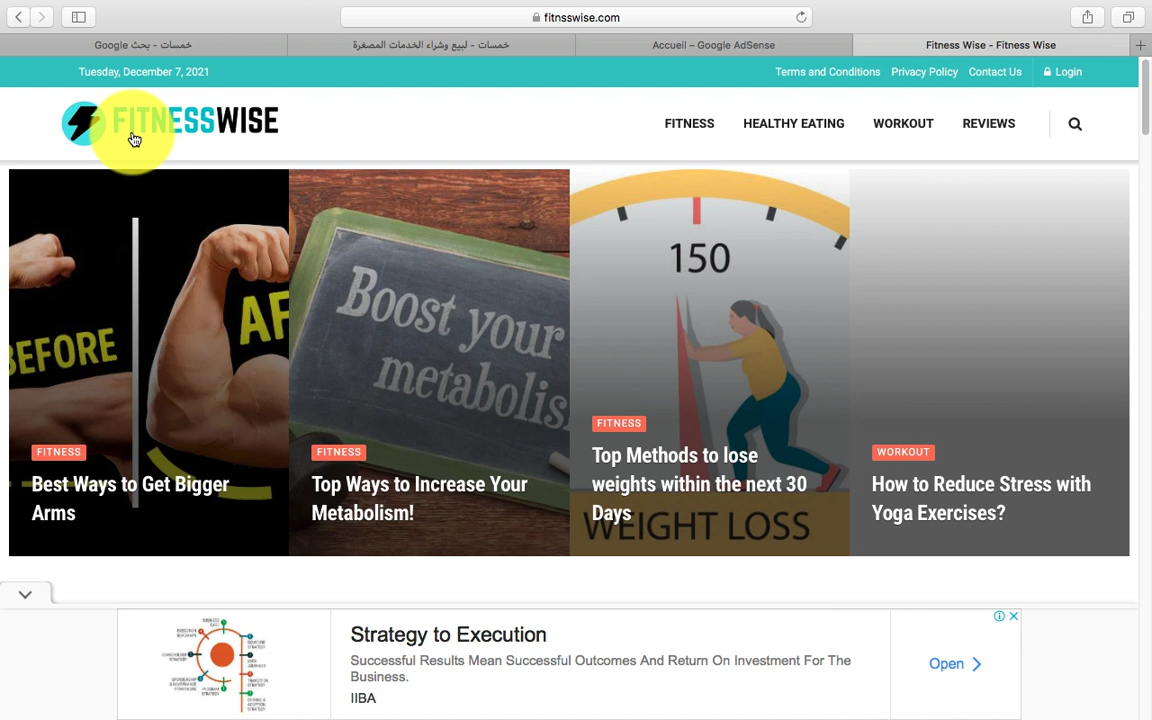 fitnsswise.com
خمسات - بحث Google
خمسات - لبيع وشراء الخدمات المصغرة
Accueil – Google AdSense
Fitness Wise - Fitness Wise
Tuesday, December 7, 2021
Terms and Conditions
Privacy Policy
Contact Us
Login
FITNESSWISE
FITNESS
HEALTHY EATING
WORKOUT
REVIEWS
BEFORE
AF
FITNESS
Best Ways to Get Bigger
Arms
Boost your
metabolis
FITNESS
Top Ways to Increase Your
Metabolism!
150
FITNESS
Top Methods to lose
weights within the next 30
Days
WEIGHT LOSS
WORKOUT
How to Reduce Stress with
Yoga Exercises?
Strategy to Execution
Successful Results Mean Successful Outcomes And Return On Investment For The
Business.
IIBA
Open